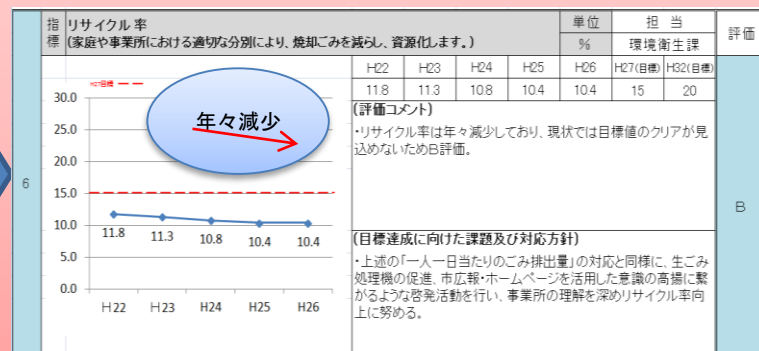 指標
リサイクル率
(家庭や事業所における適切な分別により、焼却ごみを減らし、資源化します。)
単位
担 当
評価
%
環境衛生課
H22 H23 H24 H25 H26 H27(目標) H32(目標)
11.8 11.3 10.8 10.4 10.4 15 20
6
H27目標
年々減少
30.0
25.0
20.0
15.0
10.0
5.0
0.0
11.8 11.3 10.8 10.4 10.4
H22 H23 H24 H25 H26
(評価コメント)
・リサイクル率は年々減少しており、現状では目標値のクリアが見
込めないためB評価。
(目標達成に向けた課題及び対応方針)
・上述の「一人一日当たりのごみ排出量」の対応と同様に、生ごみ
処理機の促進、市広報・ホームページを活用した意識の高揚に繋
がるような啓発活動を行い、事業所の理解を深めリサイクル率向
上に努める。
B